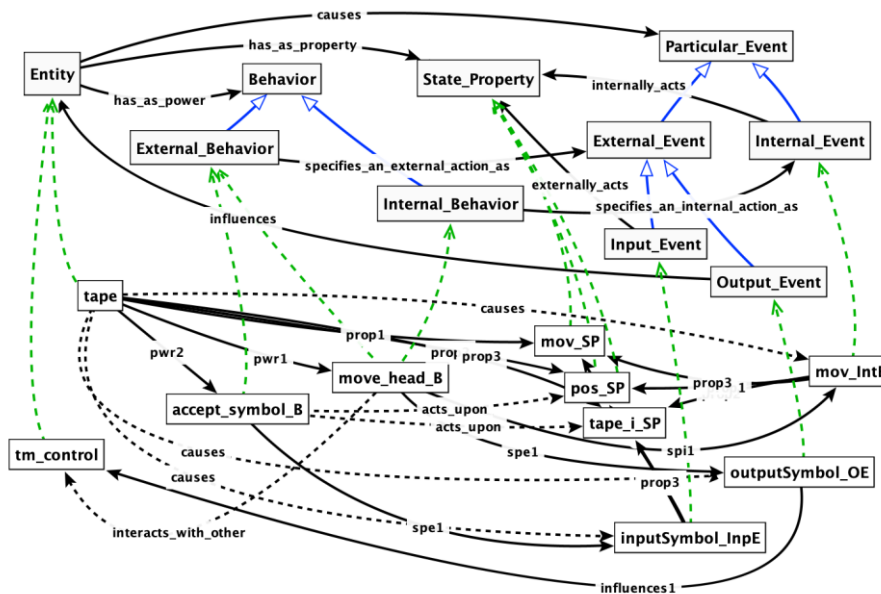 causes
Particular_Event
has_as_property
Entity
Behavior
State_Property
internally_acts
has_as_power
External_Behavior
External_Event
Internal_Event
specifies_an_external_action_as
externally_acts
Internal_Behavior
specifies_an_internal_action_as
influences
Input_Event
Output_Event
tape
causes
prop1
mov_SP
pwr2
pwr1
prop3
move_head_B
pos_SP
prop3
1
mov_IntE
accept_symbol_B
acts_upon
acts_upon
tape_i_SP
tm_control
causes
spe1
spi1
outputSymbol_OE
causes
prop3
interacts_with_other
spe1
inputSymbol_InpE
influences1